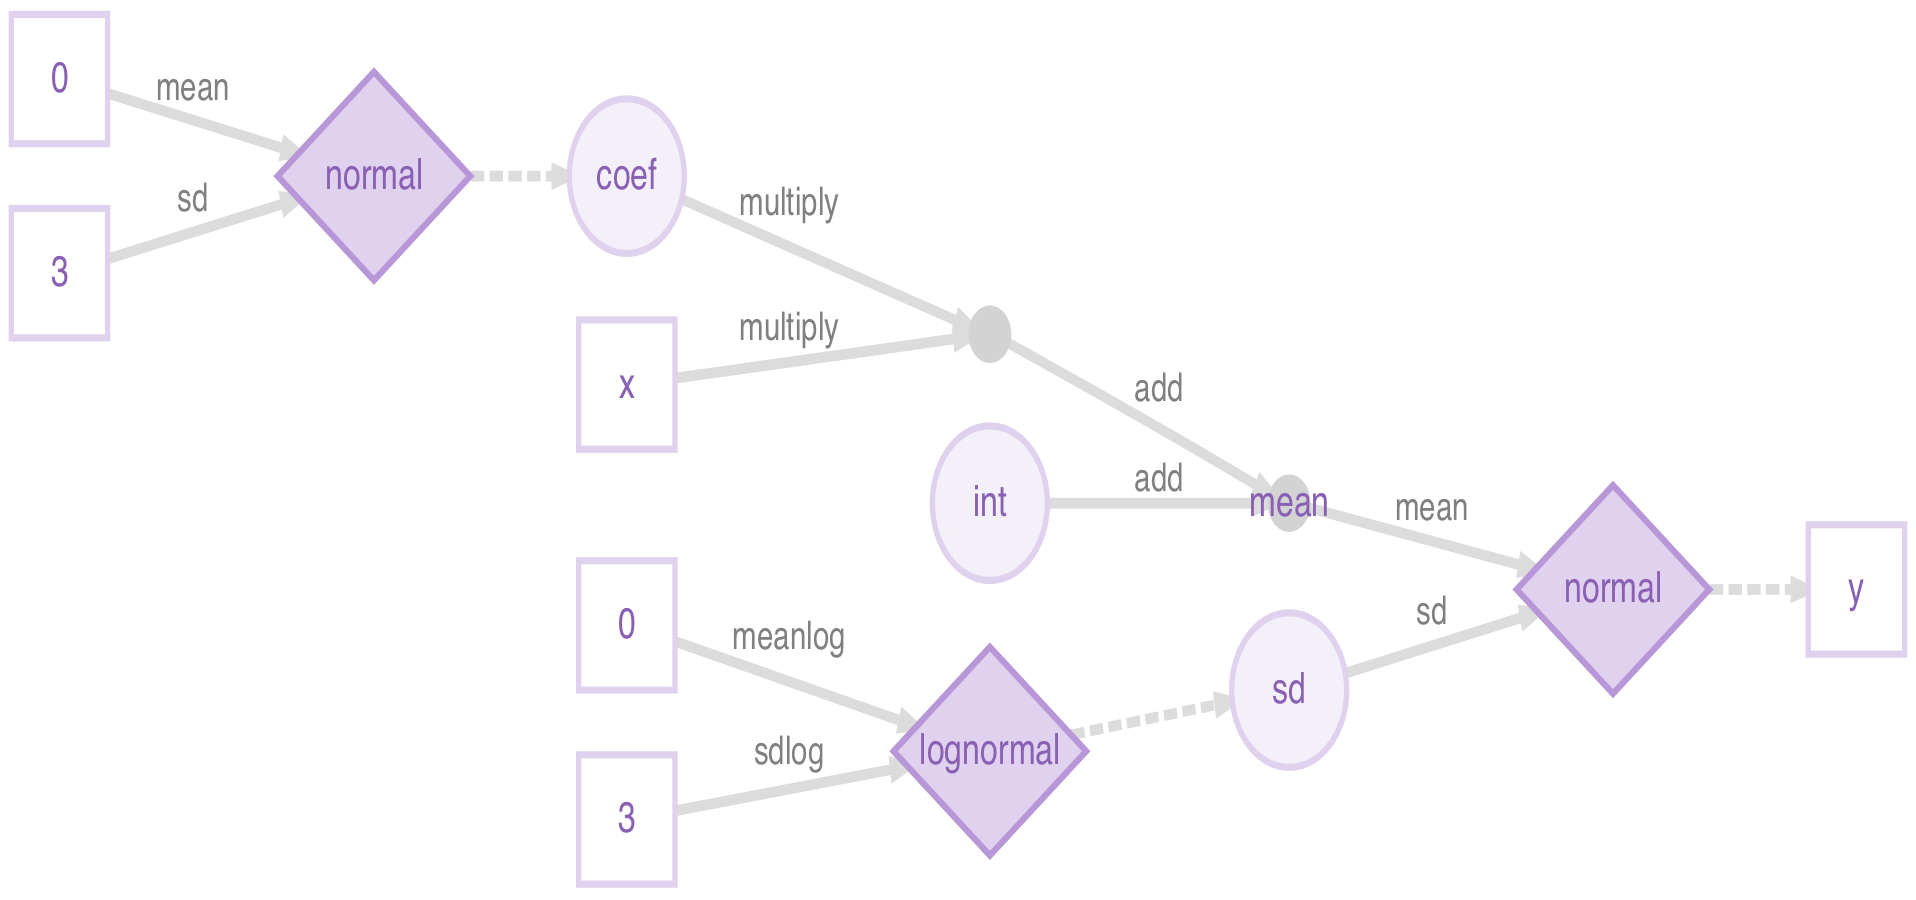 0
mean
normal
sd
3
coef
multiply
x
multiply
add
int
add
mean
mean
normal
y
0
meanlog
lognormal
sdlog
3
sd
sd